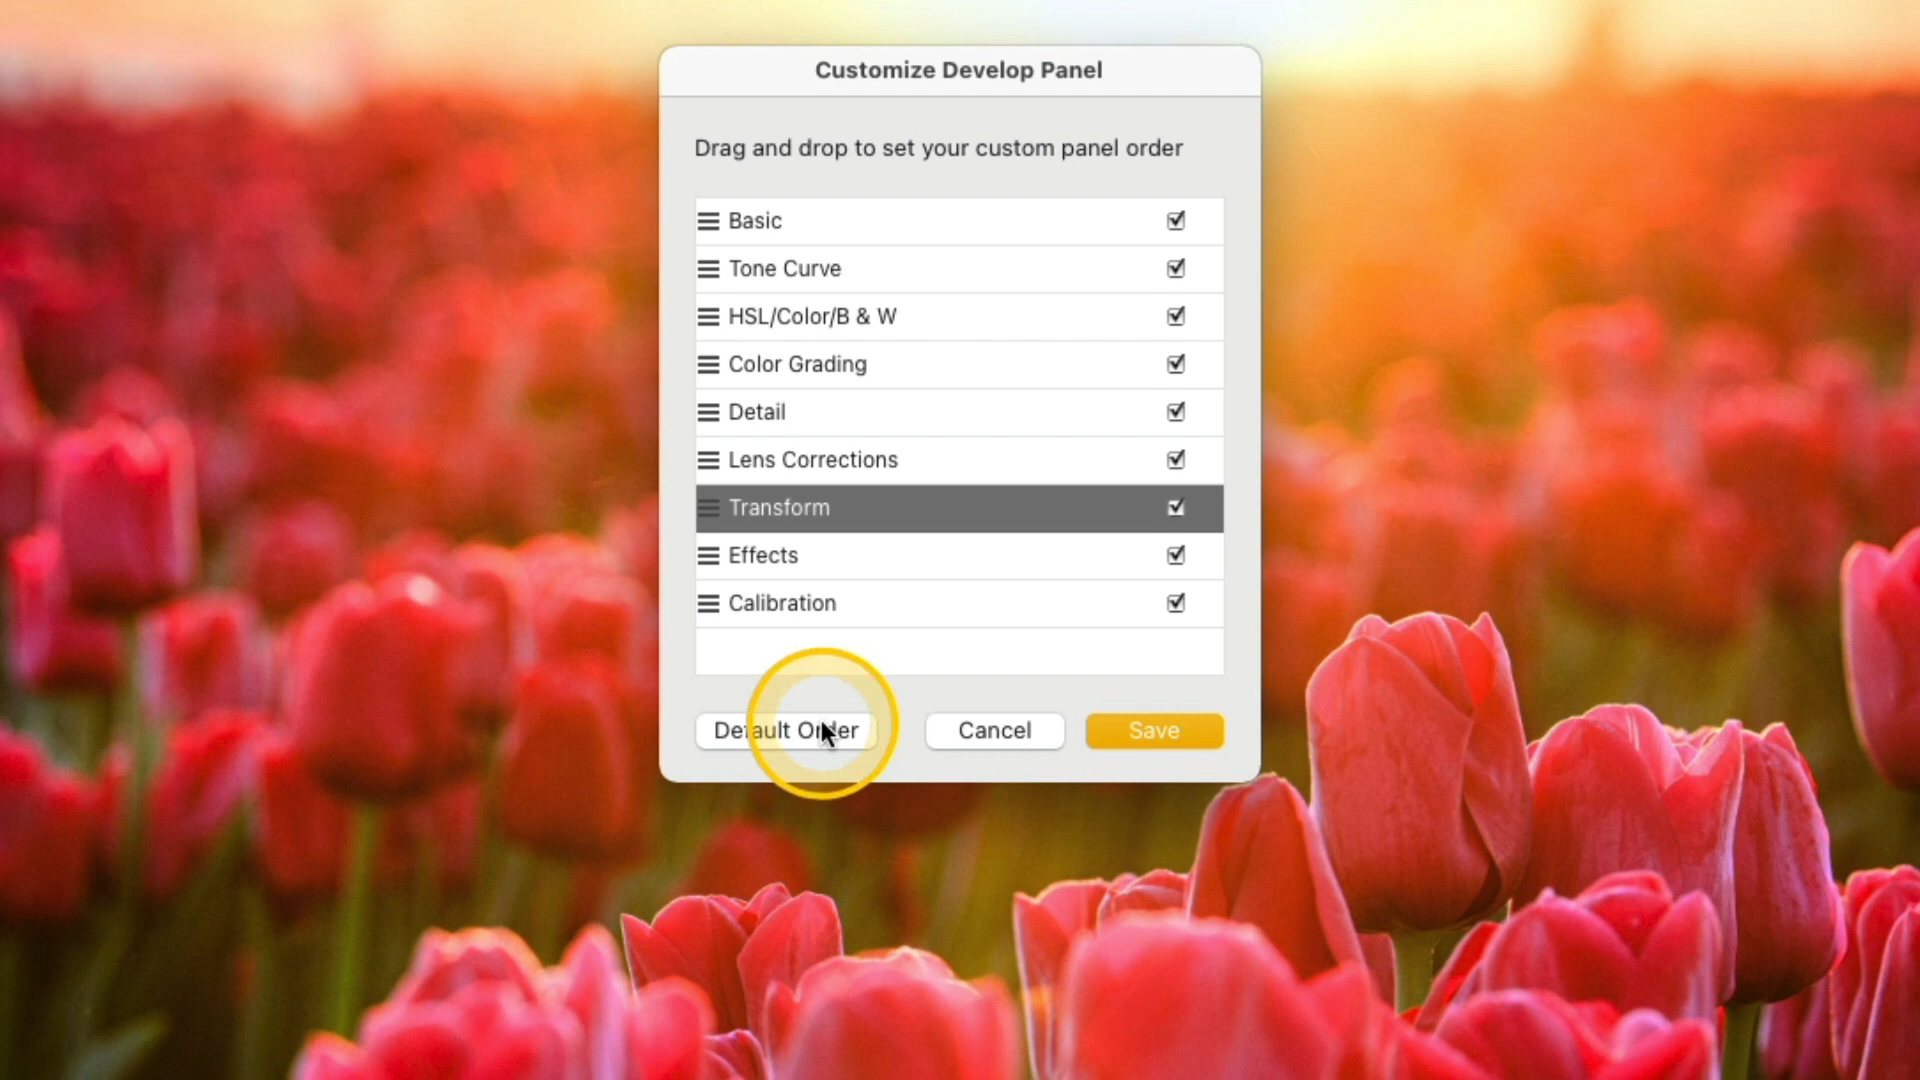 Customize Develop Panel
Drag and drop to set your custom panel order
Basic
Tone Curve
HSL/Color/B & W
Color Grading
Detail
Lens Corrections
Transform
Effects
Calibration
Default Order
Cancel
Save